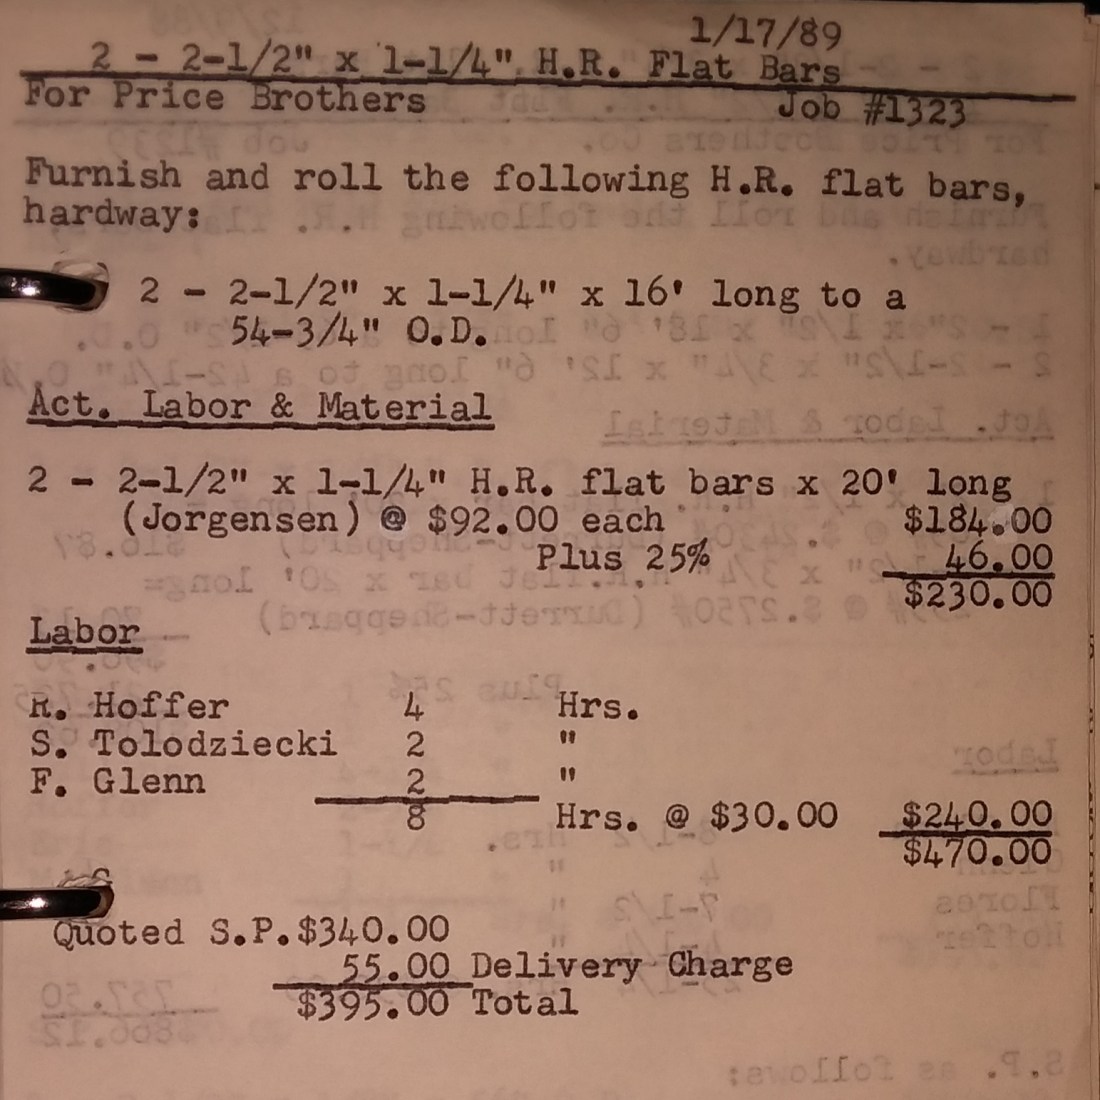 1/17/89
2 - 2-1/2" x 1-1/4" H.R. Flat Bars
For Price Brothers Job #1323
Furnish and roll the following H.R. flat bars,
hardway:
2 - 2-1/2" x 1-1/4" x 16' long to a
54-3/4" O.D.
Act. Labor & Material
2 - 2-1/2" x 1-1/4" H.R. flat bars x 20' long
(Jorgensen) @ $92.00 each $184.00
Plus 25% 46.00
$230.00
Labor
R. Hoffer 4 Hrs.
S. Tolodziecki 2 "
F. Glenn 2 "
8 Hrs. @ $30.00 $240.00
$470.00
Quoted S.P. $340.00
55.00 Delivery Charge
$395.00 Total